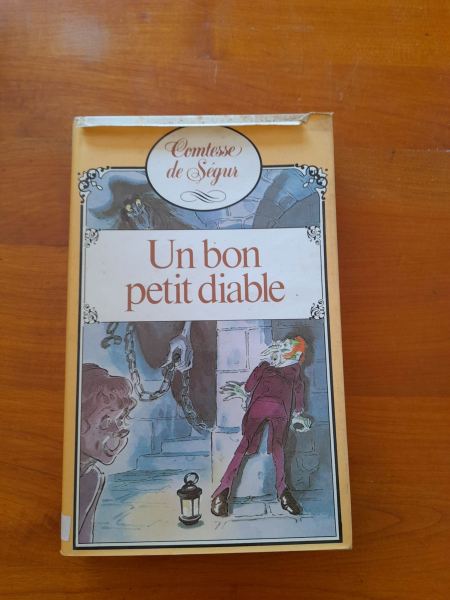 Comtesse
de Ségur
Un bon
petit diable